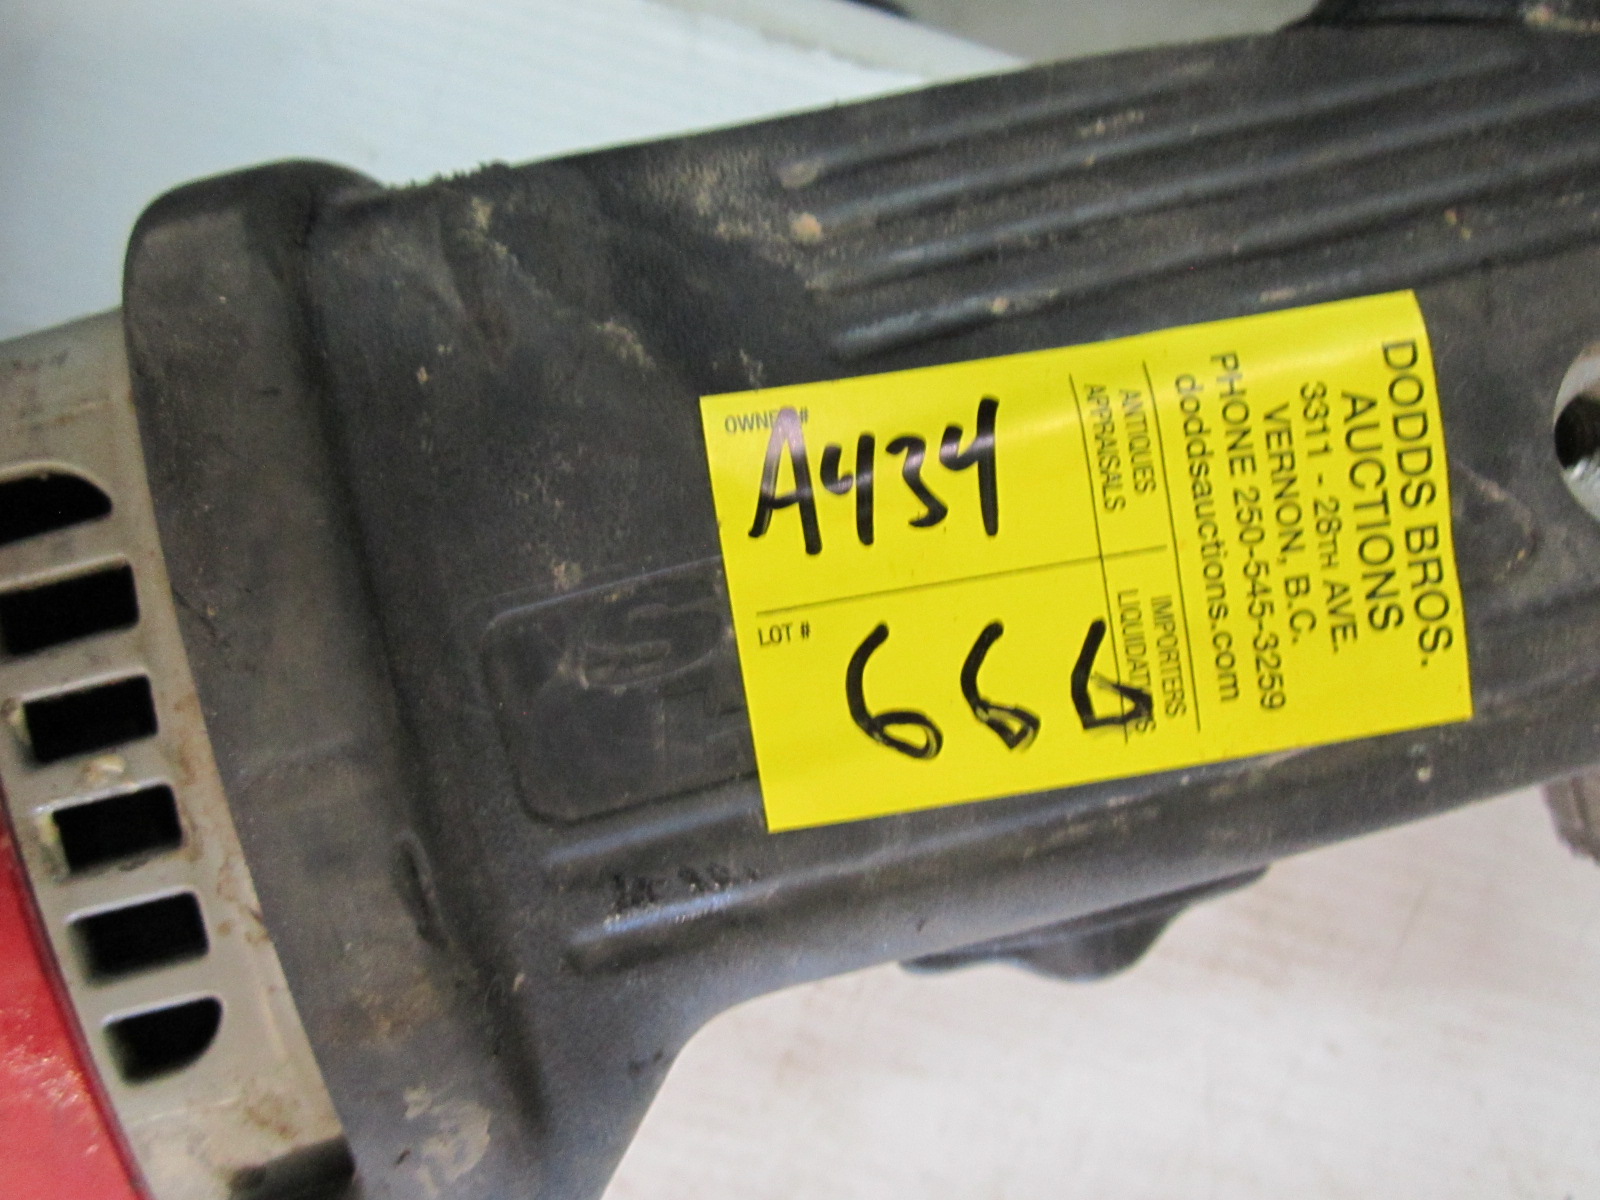 DODDS BROS.
AUCTIONS
3311 - 28TH AVE.
VERNON, B.C.
PHONE 250-545-3259
doddsauctions.com
ANTIQUES
APPRAISALS
IMPORTERS
LIQUIDATORS
OWNER #
A434
LOT #
666